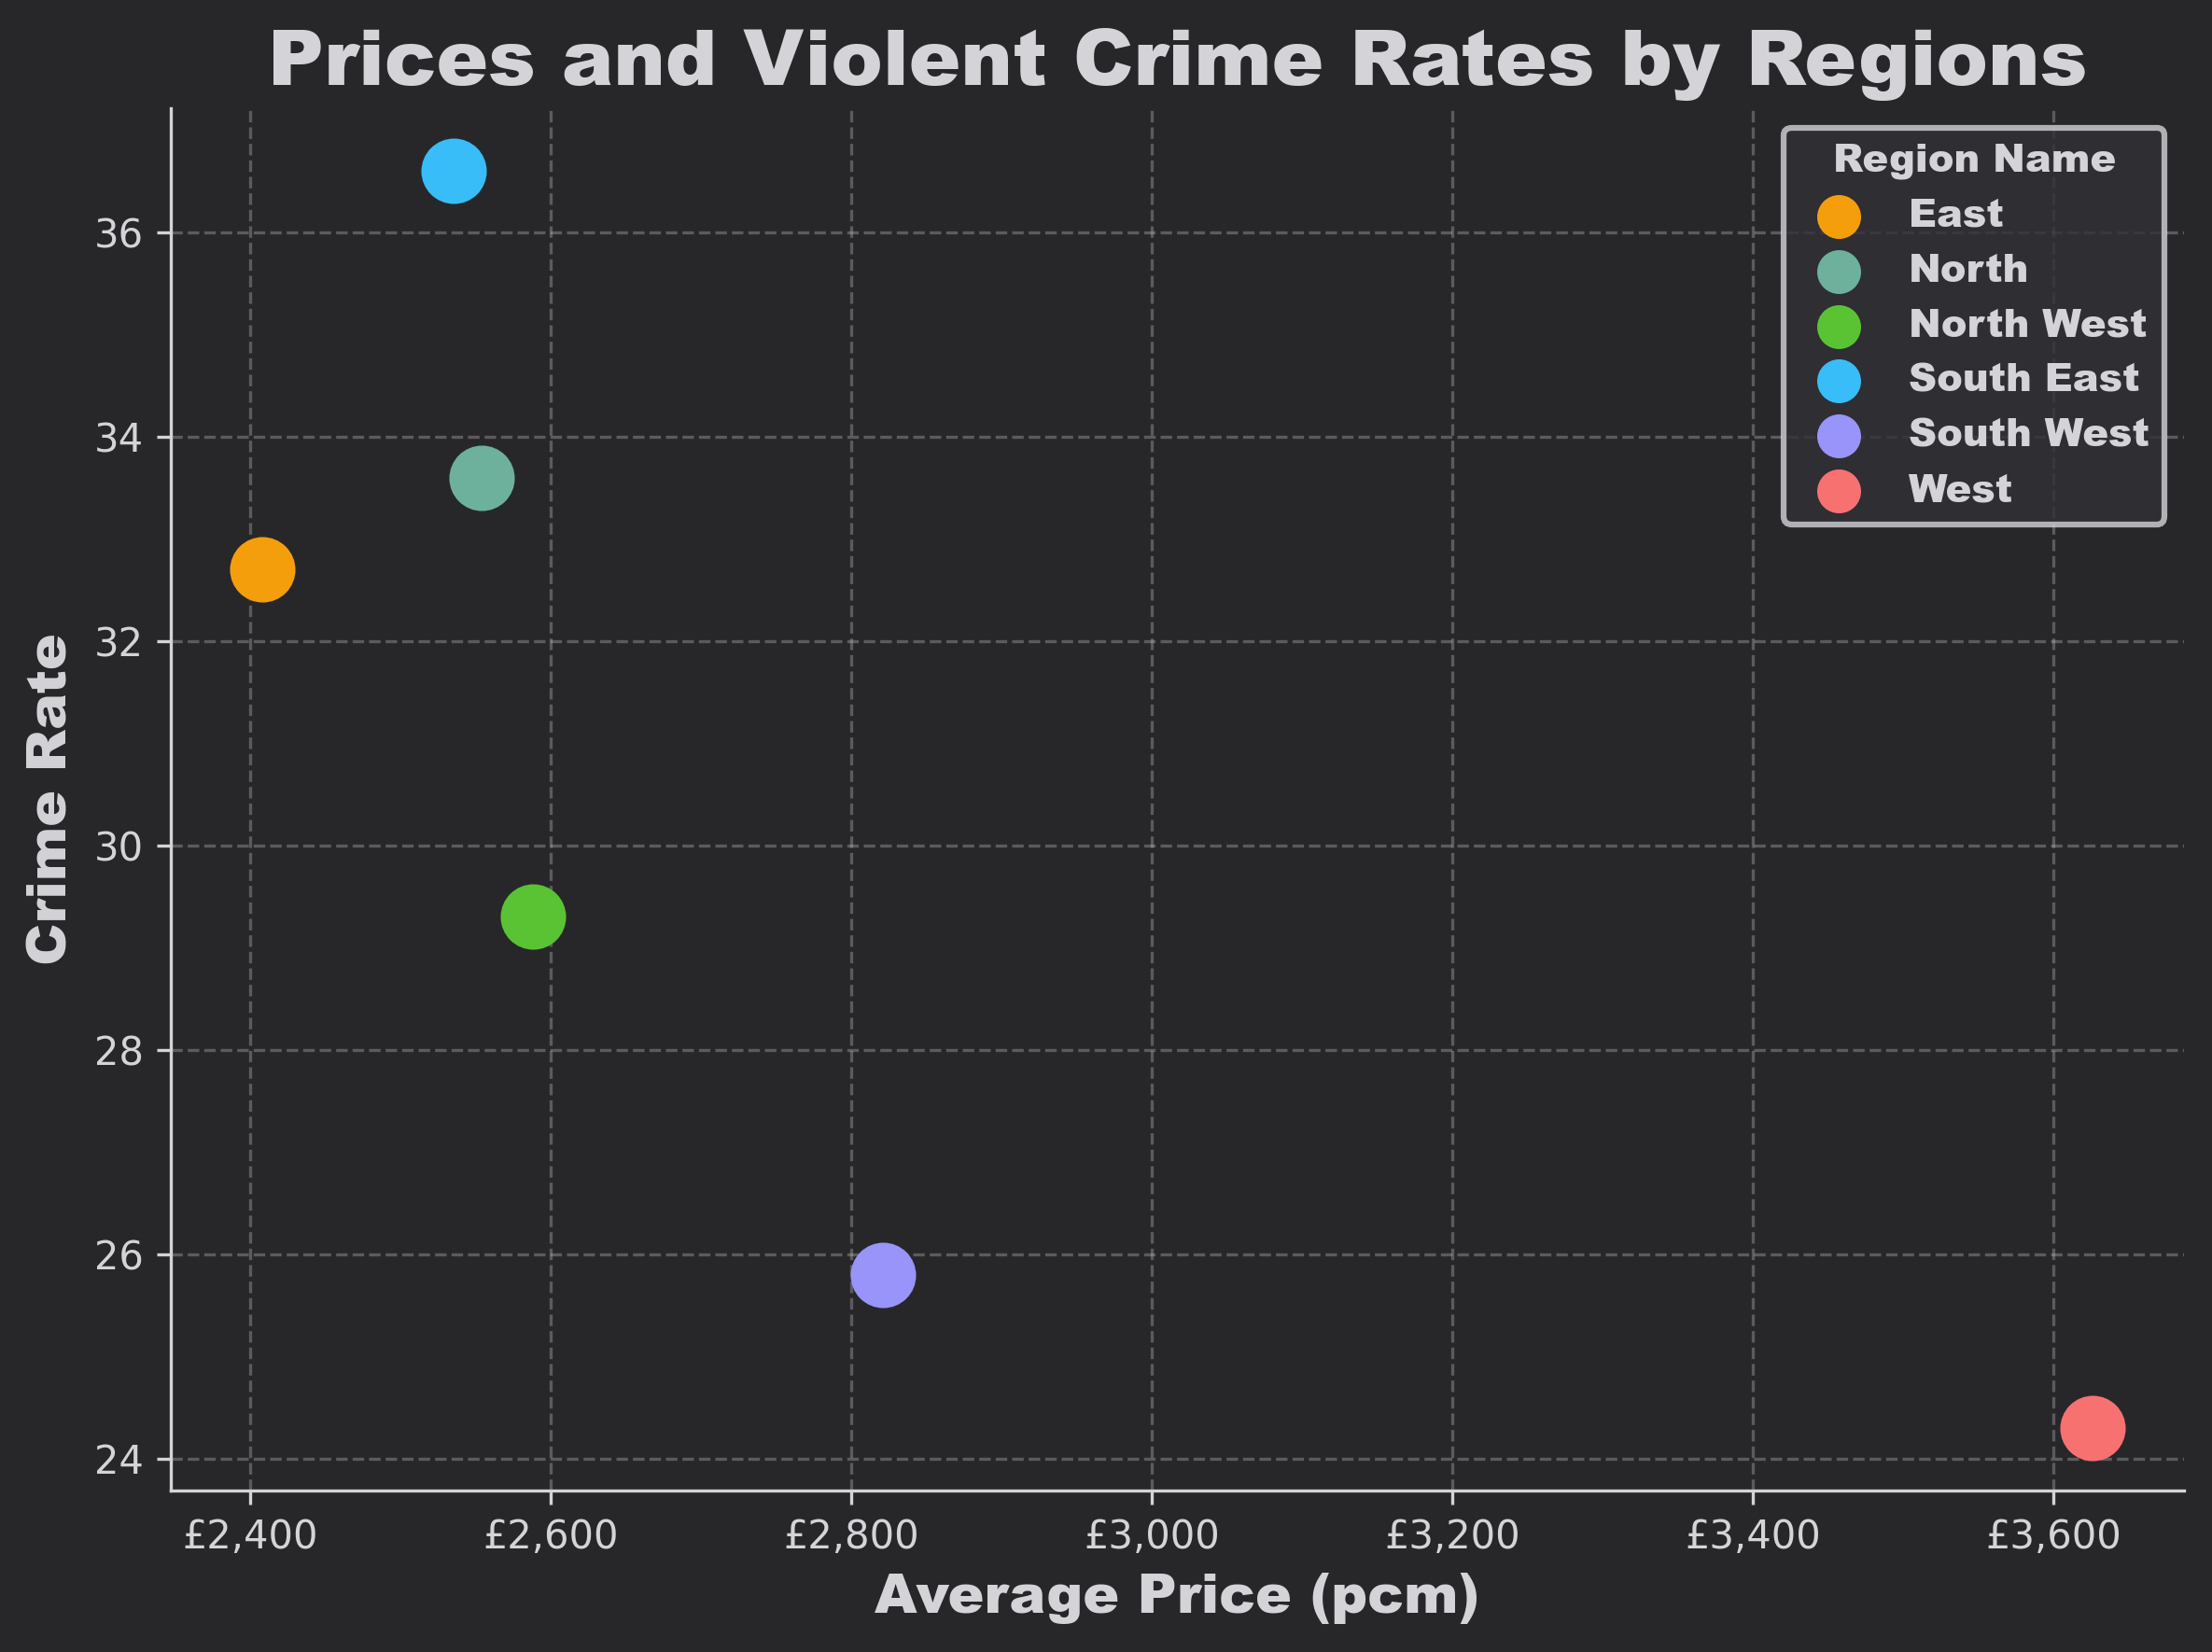 Prices and Violent Crime Rates by Regions
Region Name
East
North
North West
South East
South West
West
Crime Rate
36
34
32
30
28
26
24
£2,400 £2,600 £2,800 £3,000 £3,200 £3,400 £3,600
Average Price (pcm)